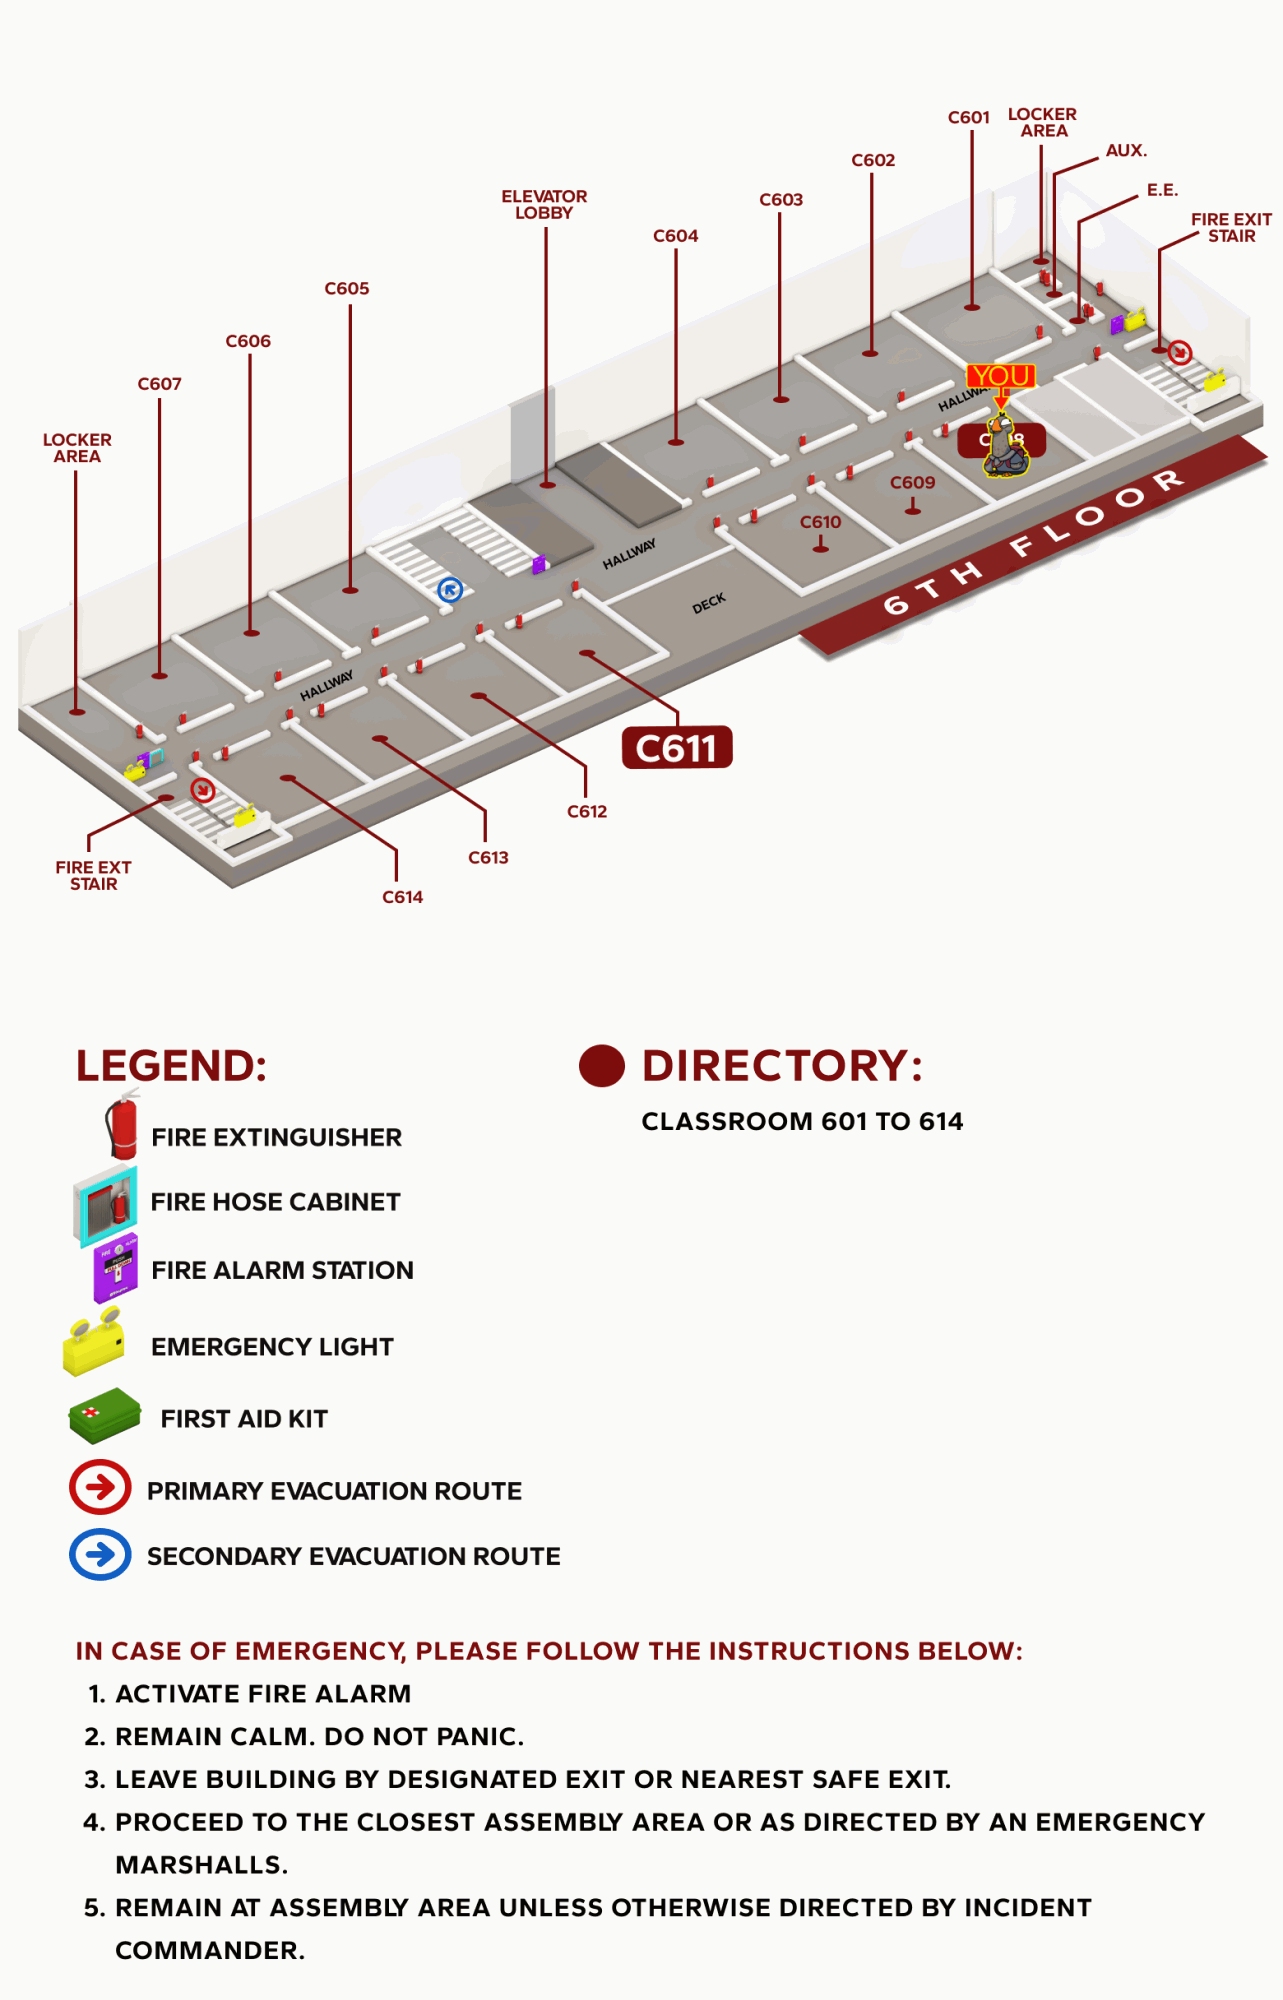 C601
LOCKER
AREA
AUX.
C602
E.E.
ELEVATOR
LOBBY
C603
FIRE EXIT
STAIR
C604
C605
C606
YOU
C607
HALLWAY
LOCKER
AREA
C609
C610
6TH FLOOR
HALLWAY
DECK
HALLWAY
C611
C612
C613
FIRE EXT
STAIR
C614
LEGEND:
FIRE EXTINGUISHER
FIRE HOSE CABINET
FIRE ALARM STATION
EMERGENCY LIGHT
FIRST AID KIT
PRIMARY EVACUATION ROUTE
SECONDARY EVACUATION ROUTE
DIRECTORY:
CLASSROOM 601 TO 614
IN CASE OF EMERGENCY, PLEASE FOLLOW THE INSTRUCTIONS BELOW:
1. ACTIVATE FIRE ALARM
2. REMAIN CALM. DO NOT PANIC.
3. LEAVE BUILDING BY DESIGNATED EXIT OR NEAREST SAFE EXIT.
4. PROCEED TO THE CLOSEST ASSEMBLY AREA OR AS DIRECTED BY AN EMERGENCY
MARSHALLS.
5. REMAIN AT ASSEMBLY AREA UNLESS OTHERWISE DIRECTED BY INCIDENT
COMMANDER.